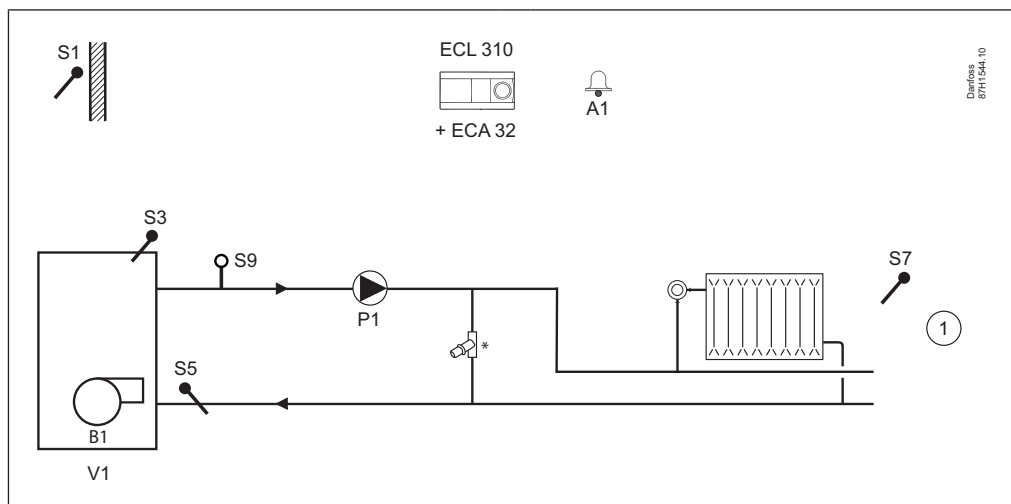 S1
ECL 310
+ ECA 32
A1
Danfoss
87H1544.10
S3
S9
P1
*
S7
1
S5
B1
V1